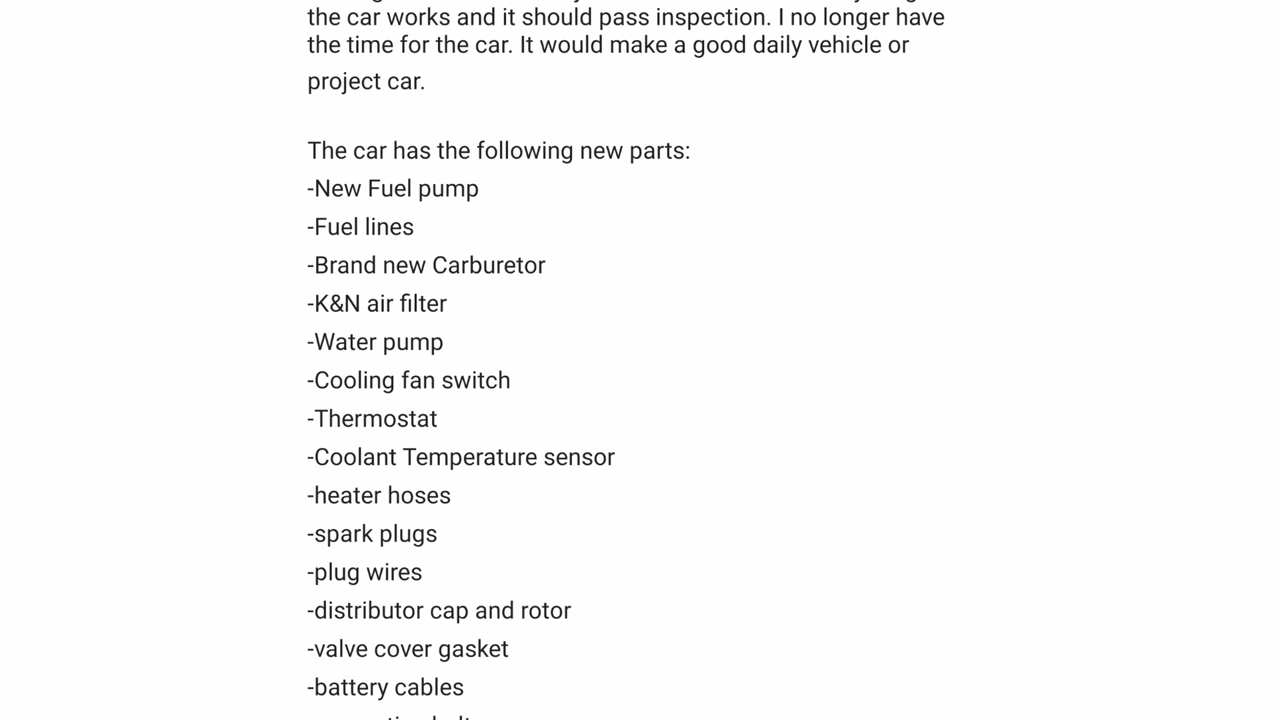 the car works and it should pass inspection. I no longer have
the time for the car. It would make a good daily vehicle or
project car.
The car has the following new parts:
-New Fuel pump
-Fuel lines
-Brand new Carburetor
-K&N air filter
-Water pump
-Cooling fan switch
-Thermostat
-Coolant Temperature sensor
-heater hoses
-spark plugs
-plug wires
-distributor cap and rotor
-valve cover gasket
-battery cables